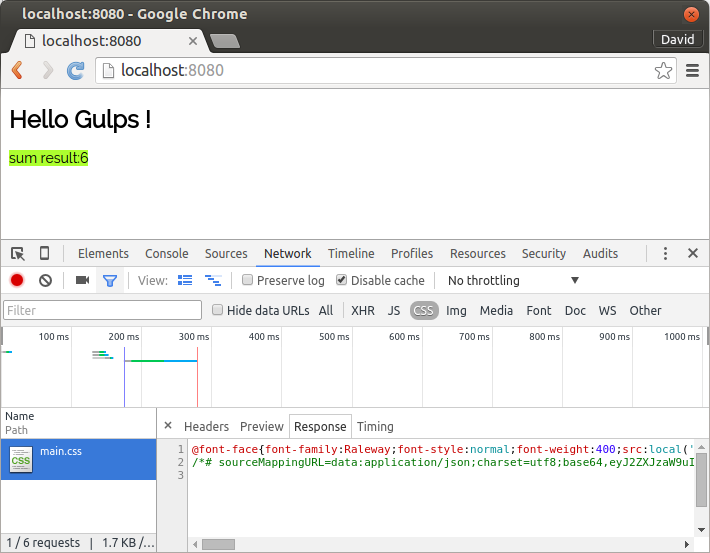 localhost:8080 - Google Chrome
localhost:8080
David
localhost:8080
Hello Gulps !
sum result:6
Elements Console Sources Network Timeline Profiles Resources Security Audits
View: Preserve log Disable cache No throttling
Filter Hide data URLs All XHR JS CSS Img Media Font Doc WS Other
100 ms 200 ms 300 ms 400 ms 500 ms 600 ms 700 ms 800 ms 900 ms 1000 ms
Name
Path
Headers Preview Response Timing
CSS main.css
1 @font-face{font-family:Raleway;font-style:normal;font-weight:400;src:local('
2 /*# sourceMappingURL=data:application/json;charset=utf8;base64,eyJ2ZXJzaW9uI
3
1 / 6 requests | 1.7 KB /...